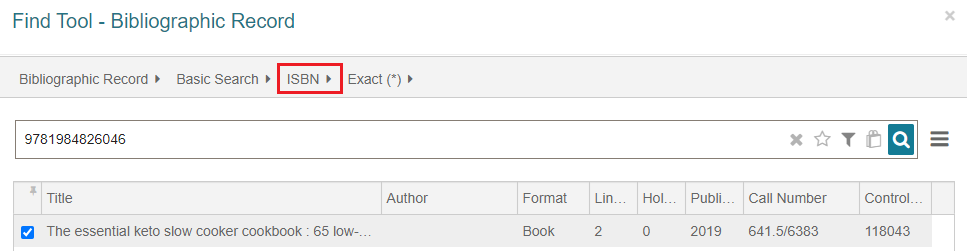 Find Tool - Bibliographic Record
Bibliographic Record Basic Search ISBN Exact (*)
9781984826046
Title Author Format Lin... Hol... Publi... Call Number Control...
The essential keto slow cooker cookbook : 65 low-... Book 2 0 2019 641.5/6383 118043